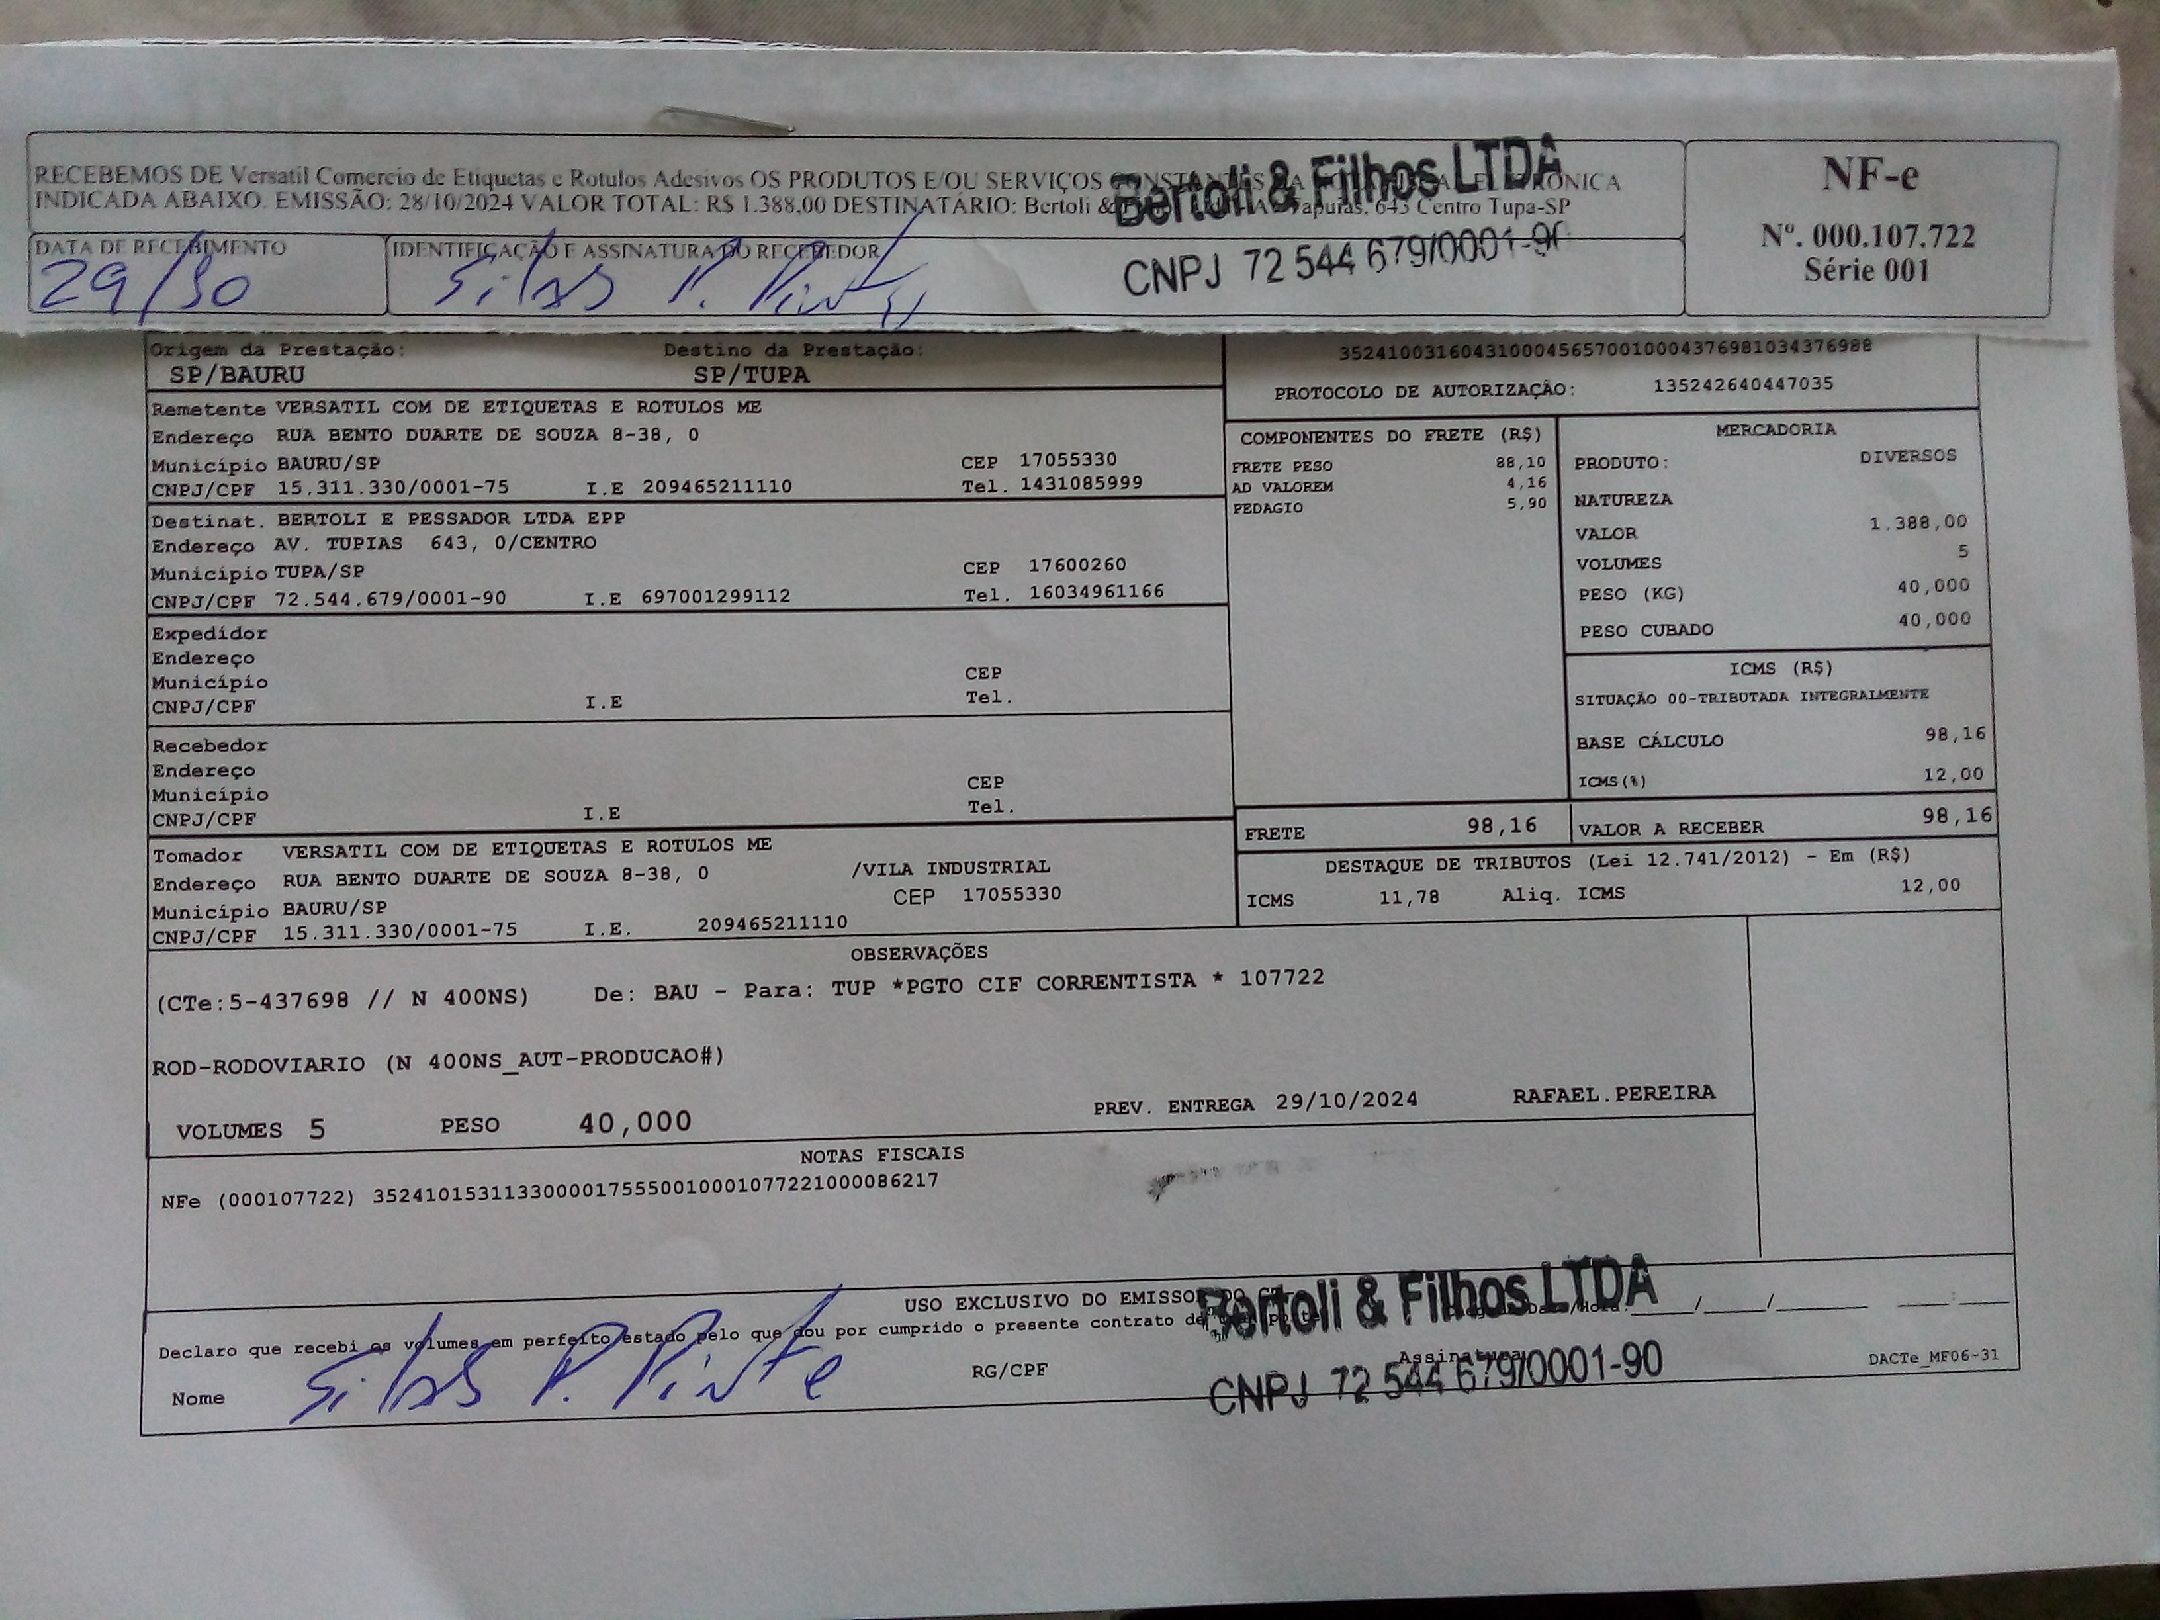 RECEBEMOS DE Versatil Comercio de Etiquetas e Rotulos Adesivos OS PRODUTOS E/OU SERVIÇOS
INDICADA ABAIXO. EMISSÃO: 28/10/2024 VALOR TOTAL: R$ 1.388,00 DESTINATÁRIO: Bertoli & 643 Centro Tupa-SP
Bertoli & Filhos LTDA
CNPJ 72 544 679/0001-90
DATA DE RECEBIMENTO
29/30
IDENTIFICAÇÃO E ASSINATURA DO RECEBEDOR
Silas P. Pinte
NF-e
Nº. 000.107.722
Série 001
Origem da Prestação: Destino da Prestação:
SP/BAURU SP/TUPA
Remetente VERSATIL COM DE ETIQUETAS E ROTULOS ME
Endereço RUA BENTO DUARTE DE SOUZA 8-38, 0
Município BAURU/SP CEP 17055330
CNPJ/CPF 15.311.330/0001-75 I.E 209465211110 Tel. 1431085999
Destinat. BERTOLI E PESSADOR LTDA EPP
Endereço AV. TUPIAS 643, 0/CENTRO
Município TUPA/SP CEP 17600260
CNPJ/CPF 72.544.679/0001-90 I.E 697001299112 Tel. 16034961166
Expedidor
Endereço
Município CEP
CNPJ/CPF I.E Tel.
Recebedor
Endereço
Município CEP
CNPJ/CPF I.E Tel.
Tomador VERSATIL COM DE ETIQUETAS E ROTULOS ME
Endereço RUA BENTO DUARTE DE SOUZA 8-38, 0 /VILA INDUSTRIAL
Município BAURU/SP CEP 17055330
CNPJ/CPF 15.311.330/0001-75 I.E. 209465211110
35241003160431000456570010004376981034376988
PROTOCOLO DE AUTORIZAÇÃO: 135242640447035
COMPONENTES DO FRETE (R$)
FRETE PESO 88,10
AD VALOREM 4,16
PEDAGIO 5,90
MERCADORIA
PRODUTO: DIVERSOS
NATUREZA
VALOR 1.388,00
VOLUMES 5
PESO (KG) 40,000
PESO CUBADO 40,000
ICMS (R$)
SITUAÇÃO 00-TRIBUTADA INTEGRALMENTE
BASE CÁLCULO 98,16
ICMS(%) 12,00
FRETE 98,16 VALOR A RECEBER 98,16
DESTAQUE DE TRIBUTOS (Lei 12.741/2012) - Em (R$)
ICMS 11,78 Aliq. ICMS 12,00
OBSERVAÇÕES
(CTe:5-437698 // N 400NS) De: BAU - Para: TUP *PGTO CIF CORRENTISTA * 107722
ROD-RODOVIARIO (N 400NS_AUT-PRODUCAO#)
VOLUMES 5 PESO 40,000 PREV. ENTREGA 29/10/2024 RAFAEL.PEREIRA
NOTAS FISCAIS
NFe (000107722) 35241015311330000175550010001077221000086217
USO EXCLUSIVO DO EMISSOR
Bertoli & Filhos LTDA
Declaro que recebi os volumes em perfeito estado pelo que dou por cumprido o presente contrato de
Nome Silas P. Pinte RG/CPF Assinatura
CNPJ 72 544 679/0001-90
DACTe_MF06-31